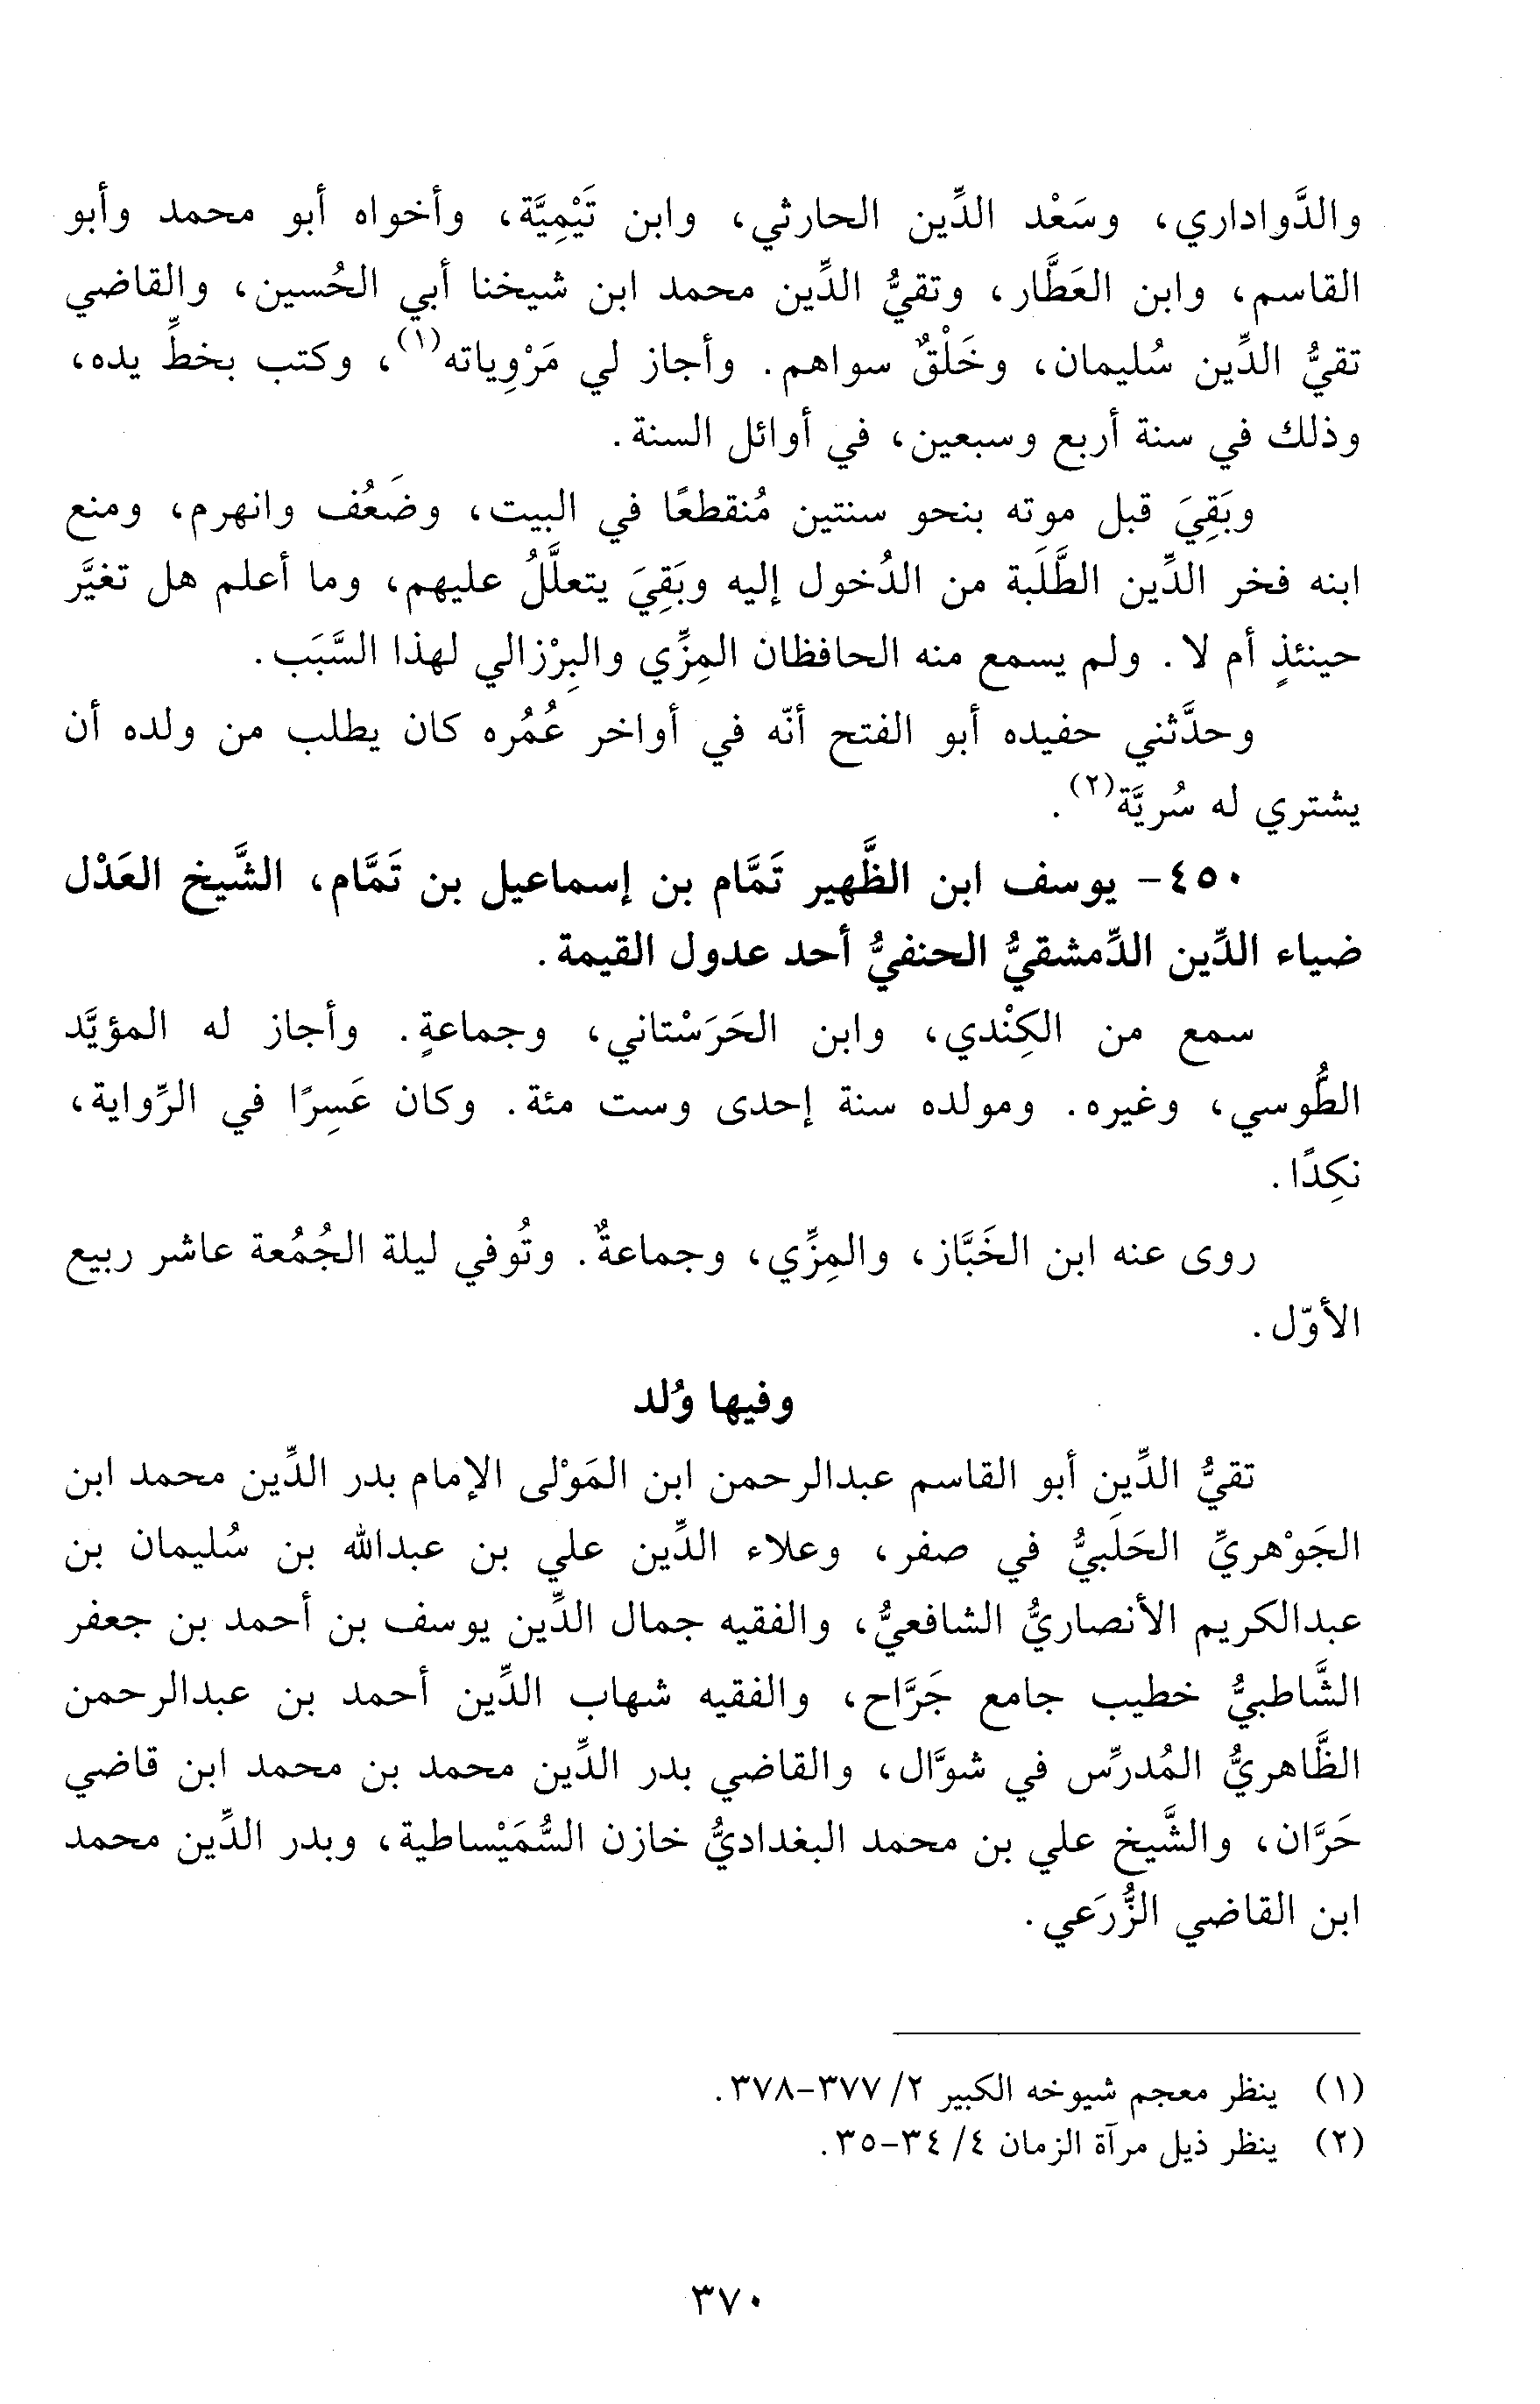 والدَّواداري، وسَعْد الدِّين الحارثي، وابن تَيْمِيَّة، وأخواه أبو محمد وأبو
القاسم، وابن العَطَّار، وتقيُّ الدِّين محمد ابن شيخنا أبي الحُسين، والقاضي
تقيُّ الدِّين سُليمان، وخَلْقٌ سواهم. وأجاز لي مَرْوِياته(١)، وكتب بخطِّ يده،
وذلك في سنة أربع وسبعين، في أوائل السنة.
وبَقِيَ قبل موته بنحو سنتين مُنقطعًا في البيت، وضَعُف وانهرم، ومنع
ابنه فخر الدِّين الطَّلَبة من الدُخول إليه وبَقِيَ يتعلَّلُ عليهم، وما أعلم هل تغيَّر
حينئذٍ أم لا. ولم يسمع منه الحافظان المِزِّي والبِرْزالي لهذا السَّبَب.
وحدَّثني حفيده أبو الفتح أنّه في أواخر عُمُره كان يطلب من ولده أن
يشتري له سُريَّة(٢).
٤٥٠- يوسف ابن الظَّهير تَمَّام بن إسماعيل بن تَمَّام، الشَّيخ العَدْل
ضياء الدِّين الدِّمشقيُّ الحنفيُّ أحد عدول القيمة.
سمع من الكِنْدي، وابن الحَرَسْتاني، وجماعةٍ. وأجاز له المؤيَّد
الطُّوسي، وغيره. ومولده سنة إحدى وست مئة. وكان عَسِرًا في الرِّواية،
نكِدًا.
روى عنه ابن الخَبَّاز، والمِزِّي، وجماعةٌ. وتُوفي ليلة الجُمُعة عاشر ربيع
الأوّل.
وفيها وُلد
تقيُّ الدِّين أبو القاسم عبدالرحمن ابن المَوْلى الإمام بدر الدِّين محمد ابن
الجَوْهريِّ الحَلَبيُّ في صفر، وعلاء الدِّين علي بن عبدالله بن سُليمان بن
عبدالكريم الأنصاريُّ الشافعيُّ، والفقيه جمال الدِّين يوسف بن أحمد بن جعفر
الشَّاطبيُّ خطيب جامع جَرَّاح، والفقيه شهاب الدِّين أحمد بن عبدالرحمن
الظَّاهريُّ المُدرِّس في شوَّال، والقاضي بدر الدِّين محمد بن محمد ابن قاضي
حَرَّان، والشَّيخ علي بن محمد البغداديُّ خازن السُّمَيْساطية، وبدر الدِّين محمد
ابن القاضي الزُّرَعي.
(١) ينظر معجم شيوخه الكبير ٢/ ٣٧٧-٣٧٨.
(٢) ينظر ذيل مرآة الزمان ٤/ ٣٤-٣٥.
٣٧٠